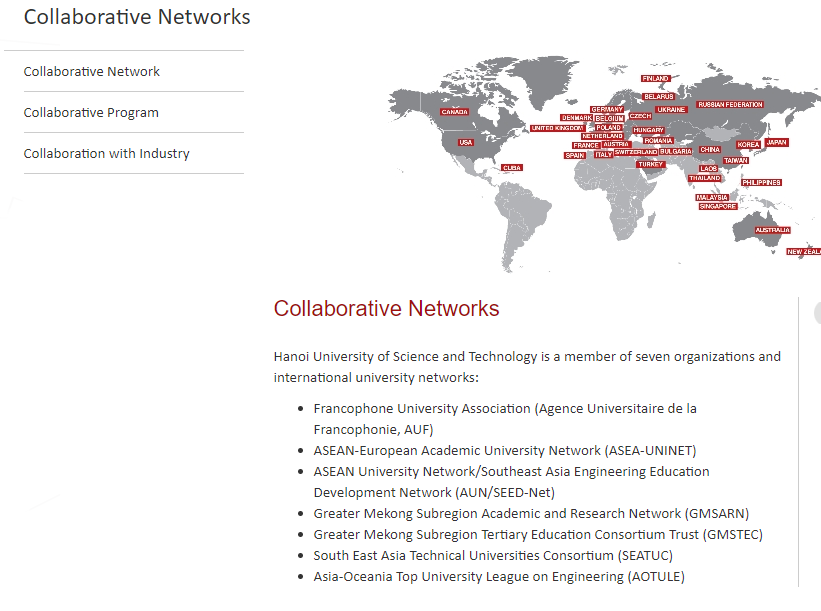 Collaborative Networks
Collaborative Network
Collaborative Program
Collaboration with Industry
FINLAND
BELARUS
RUSSIAN FEDERATION
CANADA
GERMANY
UKRAINE
DENMARK
BELGIUM
CZECH
UNITED KINGDOM
POLAND
HUNGARY
NETHERLAND
USA
ROMANIA
FRANCE
AUSTRIA
KOREA
JAPAN
SPAIN
ITALY
SWITZERLAND
BULGARIA
CHINA
TURKEY
TAIWAN
CUBA
LAOS
THAILAND
PHILIPPINES
MALAYSIA
SINGAPORE
AUSTRALIA
NEW ZEALA
Collaborative Networks
Hanoi University of Science and Technology is a member of seven organizations and
international university networks:
• Francophone University Association (Agence Universitaire de la
Francophonie, AUF)
• ASEAN-European Academic University Network (ASEA-UNINET)
• ASEAN University Network/Southeast Asia Engineering Education
Development Network (AUN/SEED-Net)
• Greater Mekong Subregion Academic and Research Network (GMSARN)
• Greater Mekong Subregion Tertiary Education Consortium Trust (GMSTEC)
• South East Asia Technical Universities Consortium (SEATUC)
• Asia-Oceania Top University League on Engineering (AOTULE)